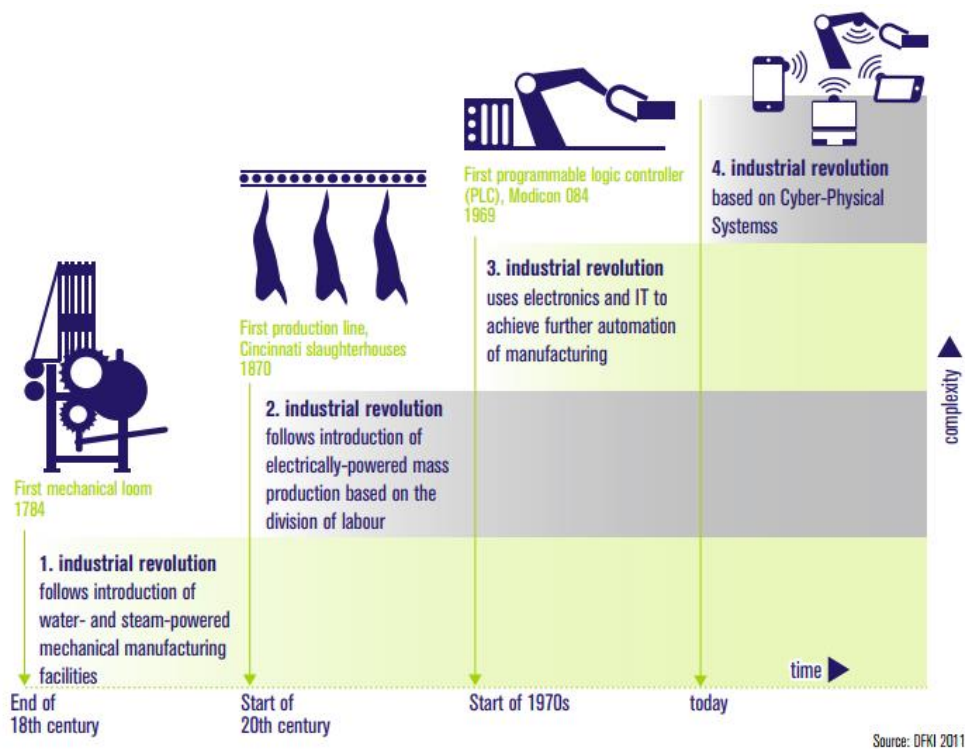 First mechanical loom
1784
1. industrial revolution
follows introduction of
water- and steam-powered
mechanical manufacturing
facilities
End of
18th century
First production line,
Cincinnati slaughterhouses
1870
2. industrial revolution
follows introduction of
electrically-powered mass
production based on the
division of labour
Start of
20th century
First programmable logic controller
(PLC), Modicon 084
1969
3. industrial revolution
uses electronics and IT to
achieve further automation
of manufacturing
Start of 1970s
4. industrial revolution
based on Cyber-Physical
Systemss
today
time
complexity
Source: DFKI 2011